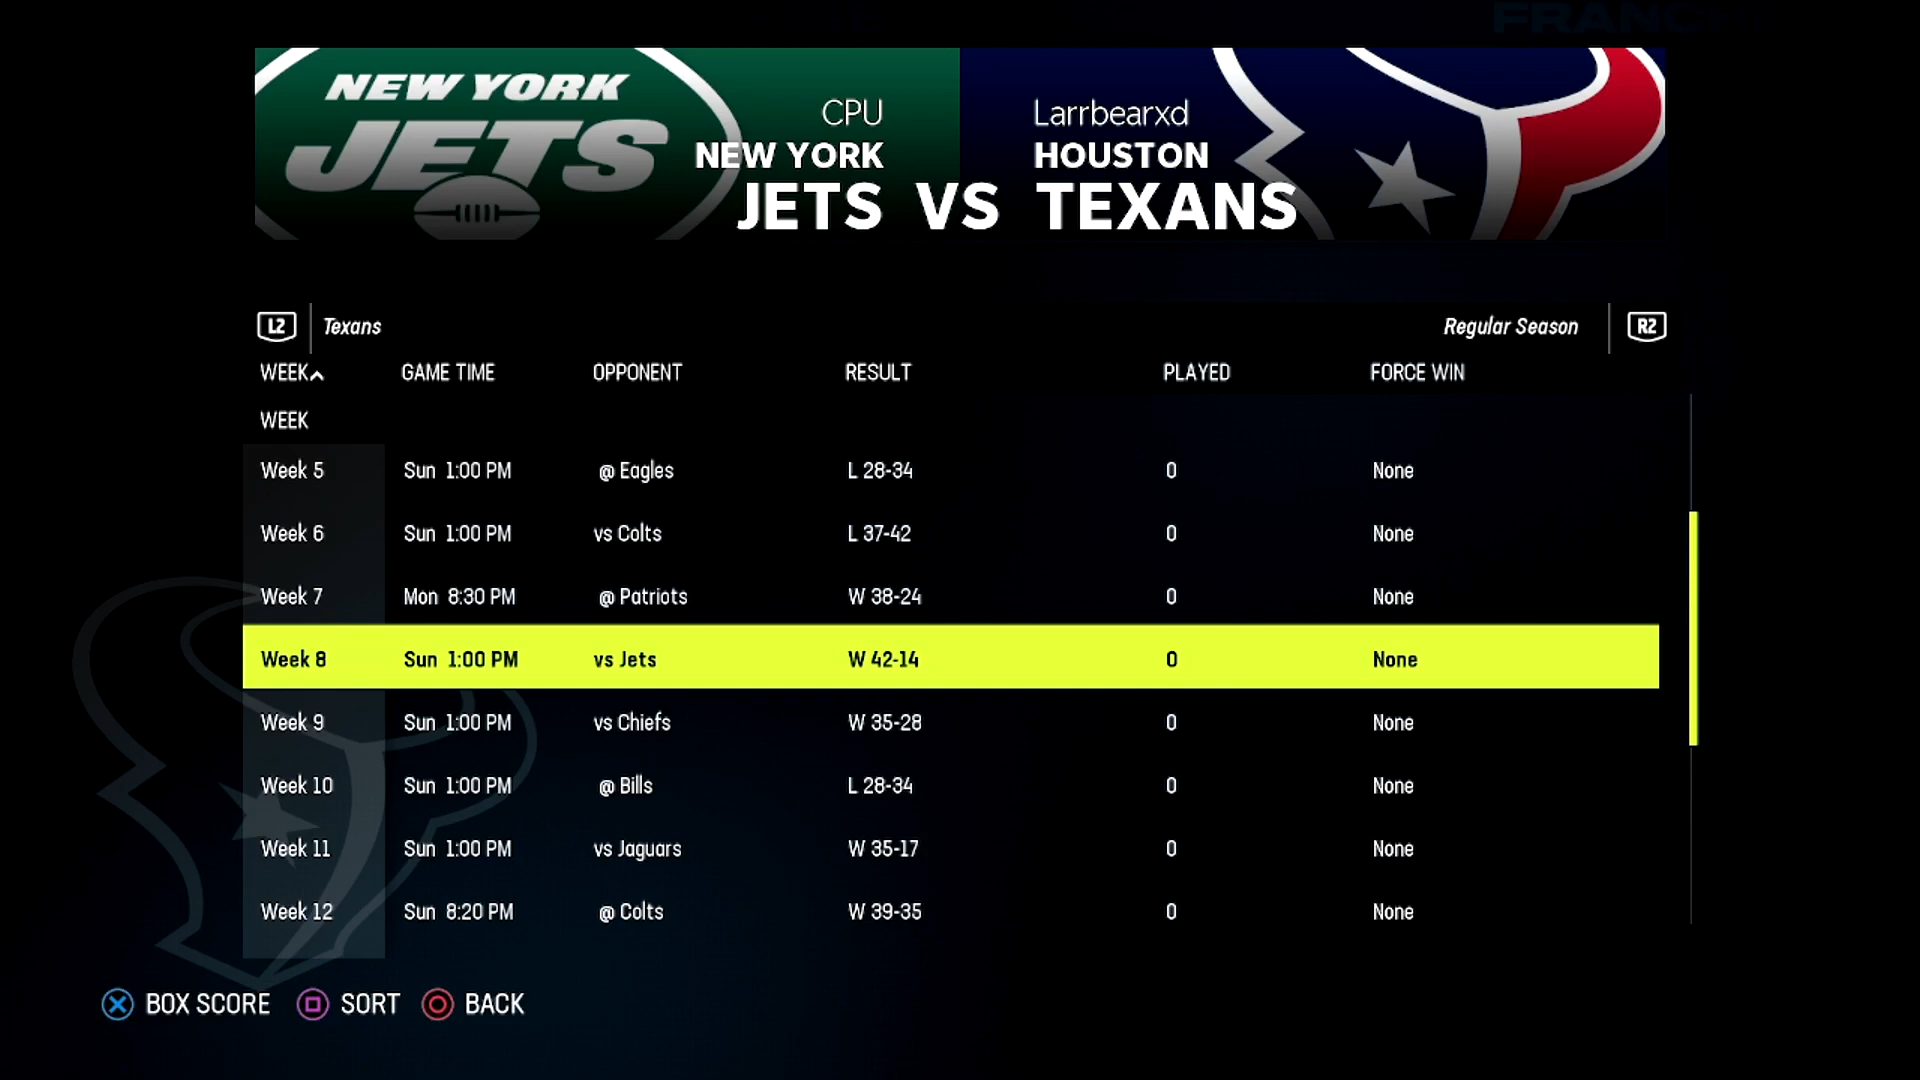 FRANCH
NEW YORK
JETS
CPU
NEW YORK
JETS VS TEXANS
Larrbearxd
HOUSTON
L2 Texans Regular Season R2
WEEK GAME TIME OPPONENT RESULT PLAYED FORCE WIN
WEEK
Week 5 Sun 1:00 PM @ Eagles L 28-34 0 None
Week 6 Sun 1:00 PM vs Colts L 37-42 0 None
Week 7 Mon 8:30 PM @ Patriots W 38-24 0 None
Week 8 Sun 1:00 PM vs Jets W 42-14 0 None
Week 9 Sun 1:00 PM vs Chiefs W 35-28 0 None
Week 10 Sun 1:00 PM @ Bills L 28-34 0 None
Week 11 Sun 1:00 PM vs Jaguars W 35-17 0 None
Week 12 Sun 8:20 PM @ Colts W 39-35 0 None
BOX SCORE SORT BACK